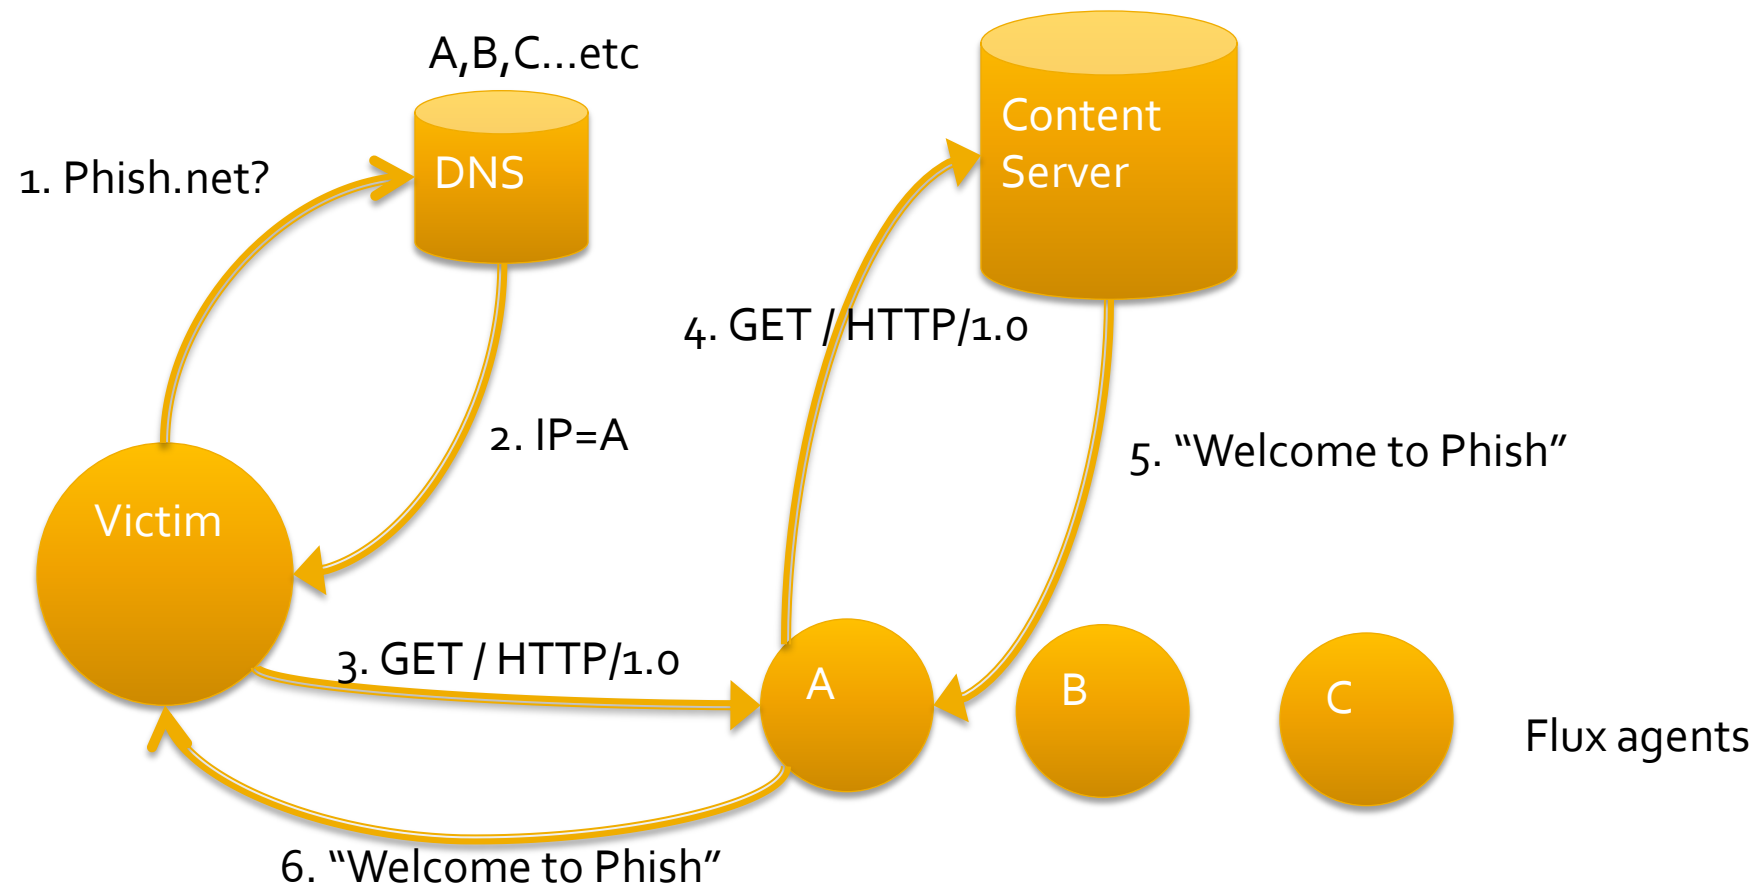 A,B,C...etc
Content
Server
DNS
1. Phish.net?
4. GET / HTTP/1.0
2. IP=A
5. “Welcome to Phish”
Victim
3. GET / HTTP/1.0
A
B
C
Flux agents
6. “Welcome to Phish”